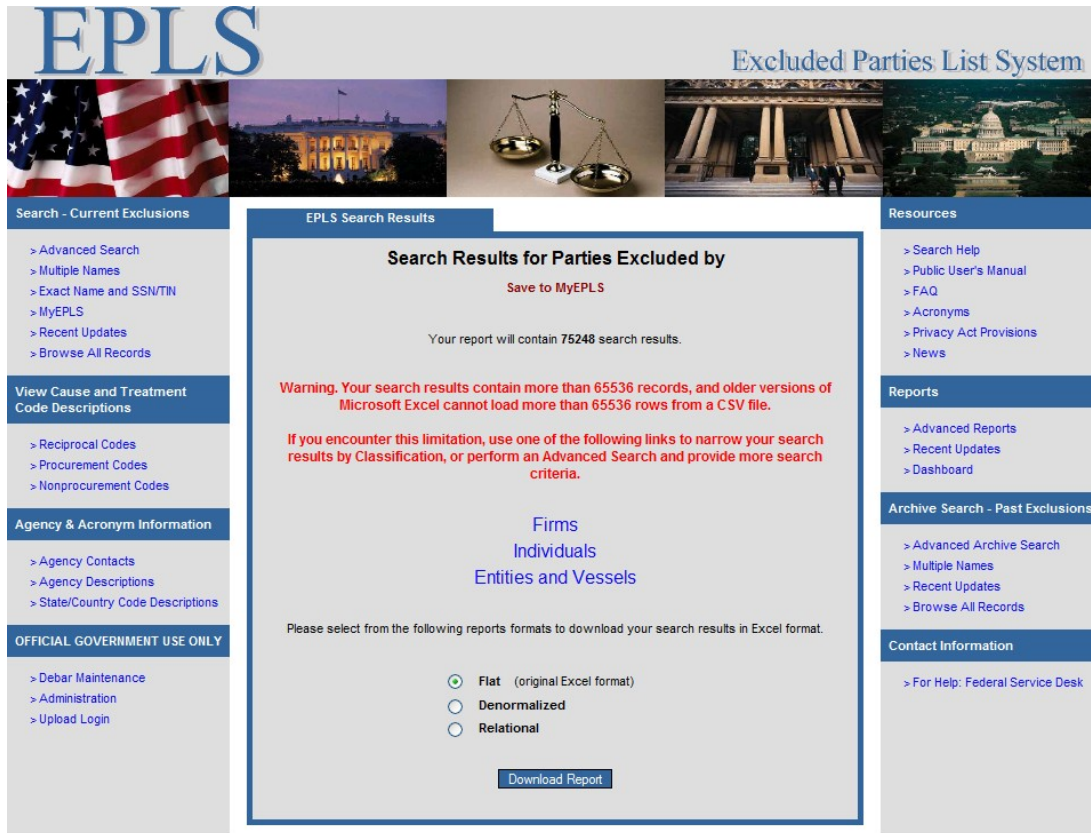 EPLS
Excluded Parties List System
Search - Current Exclusions
> Advanced Search
> Multiple Names
> Exact Name and SSN/TIN
> MyEPLS
> Recent Updates
> Browse All Records
View Cause and Treatment
Code Descriptions
> Reciprocal Codes
> Procurement Codes
> Nonprocurement Codes
Agency & Acronym Information
> Agency Contacts
> Agency Descriptions
> State/Country Code Descriptions
OFFICIAL GOVERNMENT USE ONLY
> Debar Maintenance
> Administration
> Upload Login
EPLS Search Results
Search Results for Parties Excluded by
Save to MyEPLS
Your report will contain 75248 search results.
Warning. Your search results contain more than 65536 records, and older versions of
Microsoft Excel cannot load more than 65536 rows from a CSV file.
If you encounter this limitation, use one of the following links to narrow your search
results by Classification, or perform an Advanced Search and provide more search
criteria.
Firms
Individuals
Entities and Vessels
Please select from the following reports formats to download your search results in Excel format.
Flat (original Excel format)
Denormalized
Relational
Download Report
Resources
> Search Help
> Public User's Manual
> FAQ
> Acronyms
> Privacy Act Provisions
> News
Reports
> Advanced Reports
> Recent Updates
> Dashboard
Archive Search - Past Exclusions
> Advanced Archive Search
> Multiple Names
> Recent Updates
> Browse All Records
Contact Information
> For Help: Federal Service Desk